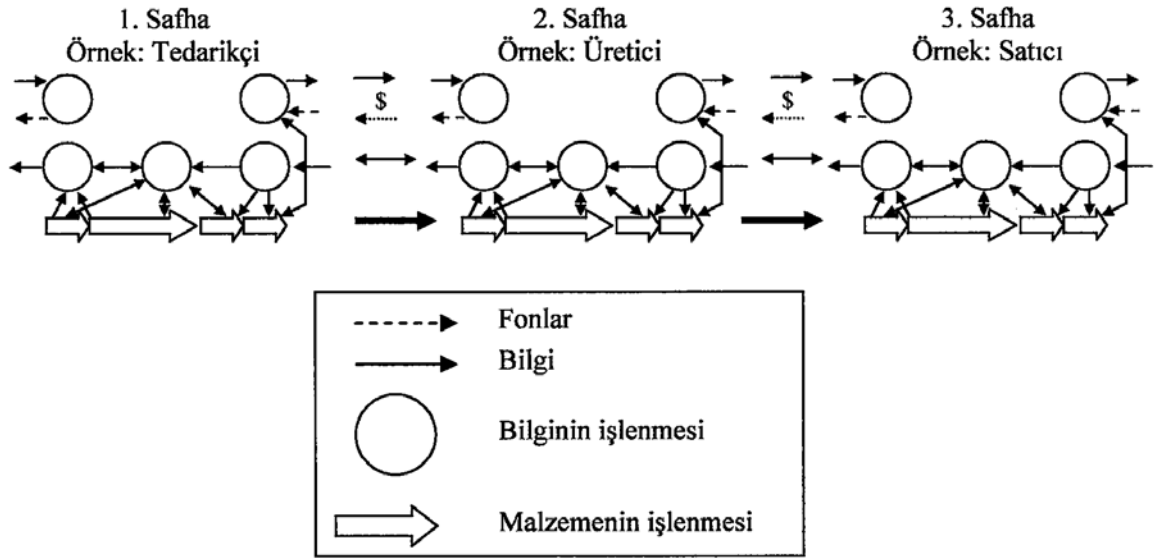 1. Safha
Örnek: Tedarikçi
2. Safha
Örnek: Üretici
3. Safha
Örnek: Satıcı
$
$
Fonlar
Bilgi
Bilginin işlenmesi
Malzemenin işlenmesi